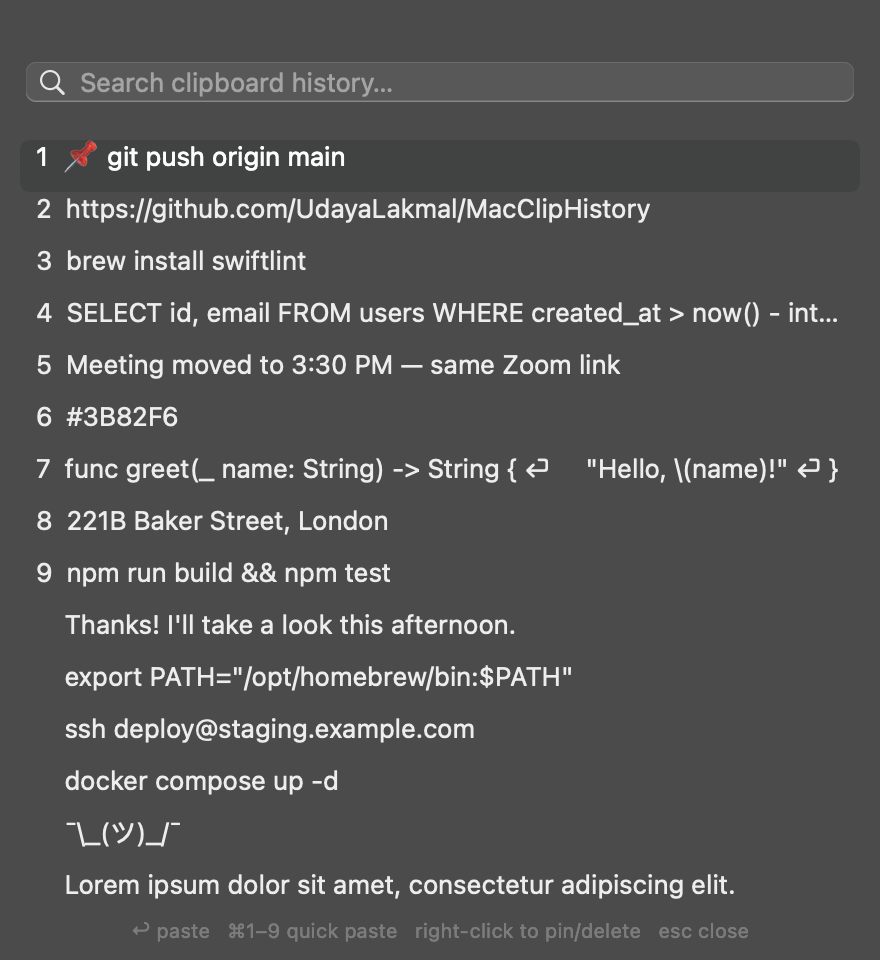 Search clipboard history...
1 📌 git push origin main
2 https://github.com/UdayaLakmal/MacClipHistory
3 brew install swiftlint
4 SELECT id, email FROM users WHERE created_at > now() - int...
5 Meeting moved to 3:30 PM — same Zoom link
6 #3B82F6
7 func greet(_ name: String) -> String { ⏎     "Hello, \(name)!" ⏎ }
8 221B Baker Street, London
9 npm run build && npm test
Thanks! I'll take a look this afternoon.
export PATH="/opt/homebrew/bin:$PATH"
ssh deploy@staging.example.com
docker compose up -d
¯\_(ツ)_/¯
Lorem ipsum dolor sit amet, consectetur adipiscing elit.
⏎ paste   ⌘1–9 quick paste   right-click to pin/delete   esc close